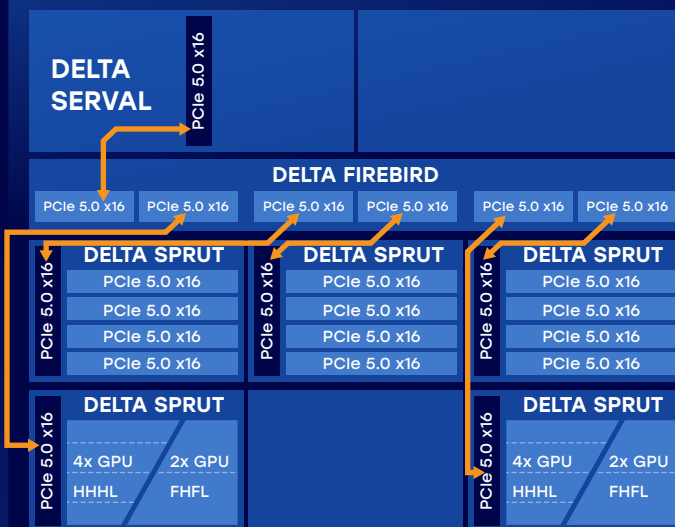 DELTA
SERVAL
PCIe 5.0 x16
DELTA FIREBIRD
PCIe 5.0 x16
PCIe 5.0 x16
PCIe 5.0 x16
PCIe 5.0 x16
PCIe 5.0 x16
PCIe 5.0 x16
PCIe 5.0 x16
DELTA SPRUT
PCIe 5.0 x16
PCIe 5.0 x16
PCIe 5.0 x16
PCIe 5.0 x16
PCIe 5.0 x16
DELTA SPRUT
PCIe 5.0 x16
PCIe 5.0 x16
PCIe 5.0 x16
PCIe 5.0 x16
PCIe 5.0 x16
DELTA SPRUT
PCIe 5.0 x16
PCIe 5.0 x16
PCIe 5.0 x16
PCIe 5.0 x16
PCIe 5.0 x16
DELTA SPRUT
4x GPU
2x GPU
HHHL
FHFL
PCIe 5.0 x16
DELTA SPRUT
4x GPU
2x GPU
HHHL
FHFL